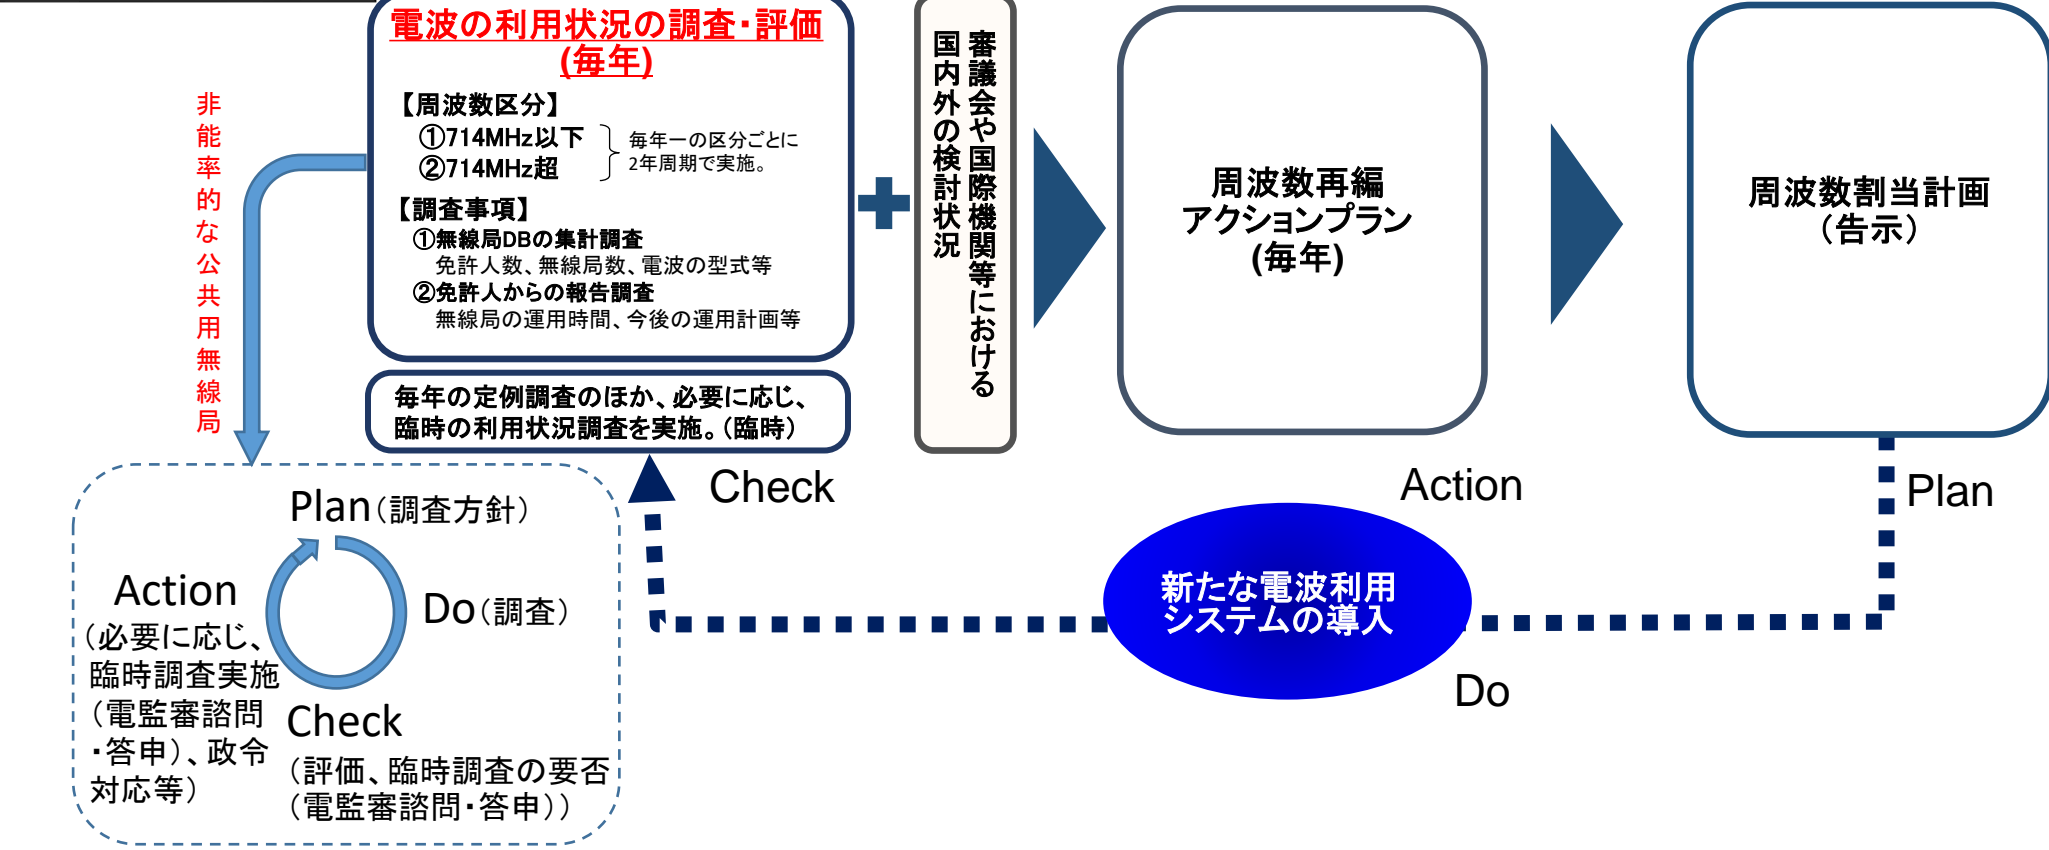 電波の利用状況の調査・評価
(毎年)
【周波数区分】
①714MHz以下
②714MHz超
毎年一の区分ごとに
2年周期で実施。
【調査事項】
①無線局DBの集計調査
免許人数、無線局数、電波の型式等
②免許人からの報告調査
無線局の運用時間、今後の運用計画等
毎年の定例調査のほか、必要に応じ、
臨時の利用状況調査を実施。（臨時）
審議会や国際機関等における
国内外の検討状況
周波数再編
アクションプラン
(毎年)
周波数割当計画
（告示）
非能率的な公共用無線局
Check
Action
Plan
新たな電波利用
システムの導入
Do
Plan（調査方針）
Do（調査）
Action
（必要に応じ、
臨時調査実施
（電監審諮問
・答申）、政令
対応等）
Check
（評価、臨時調査の要否
（電監審諮問・答申））